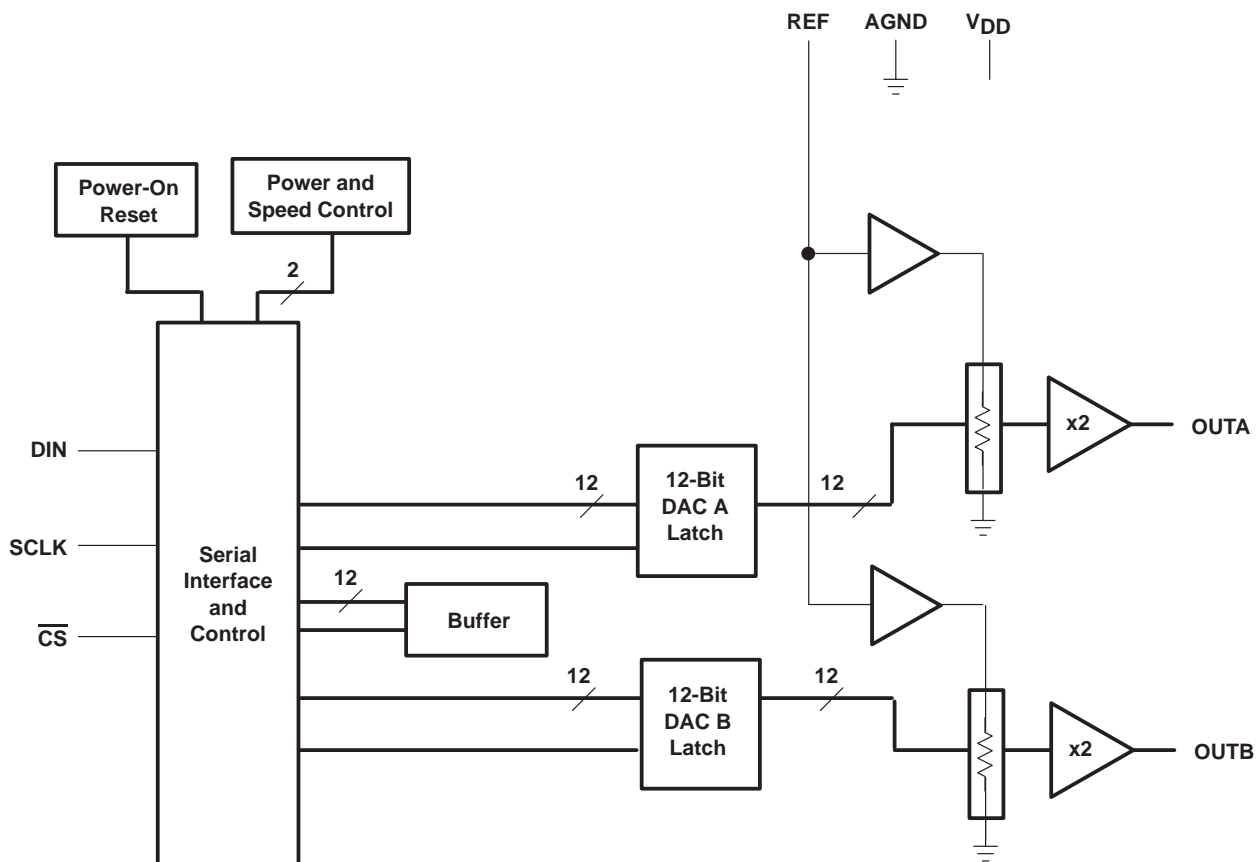 REF AGND VDD
Power-On
Reset
Power and
Speed Control
2
x2
OUTA
DIN
12
12-Bit
DAC A
Latch
12
SCLK
Serial
Interface
and
Control
12
Buffer
CS
12
12-Bit
DAC B
Latch
12
x2
OUTB